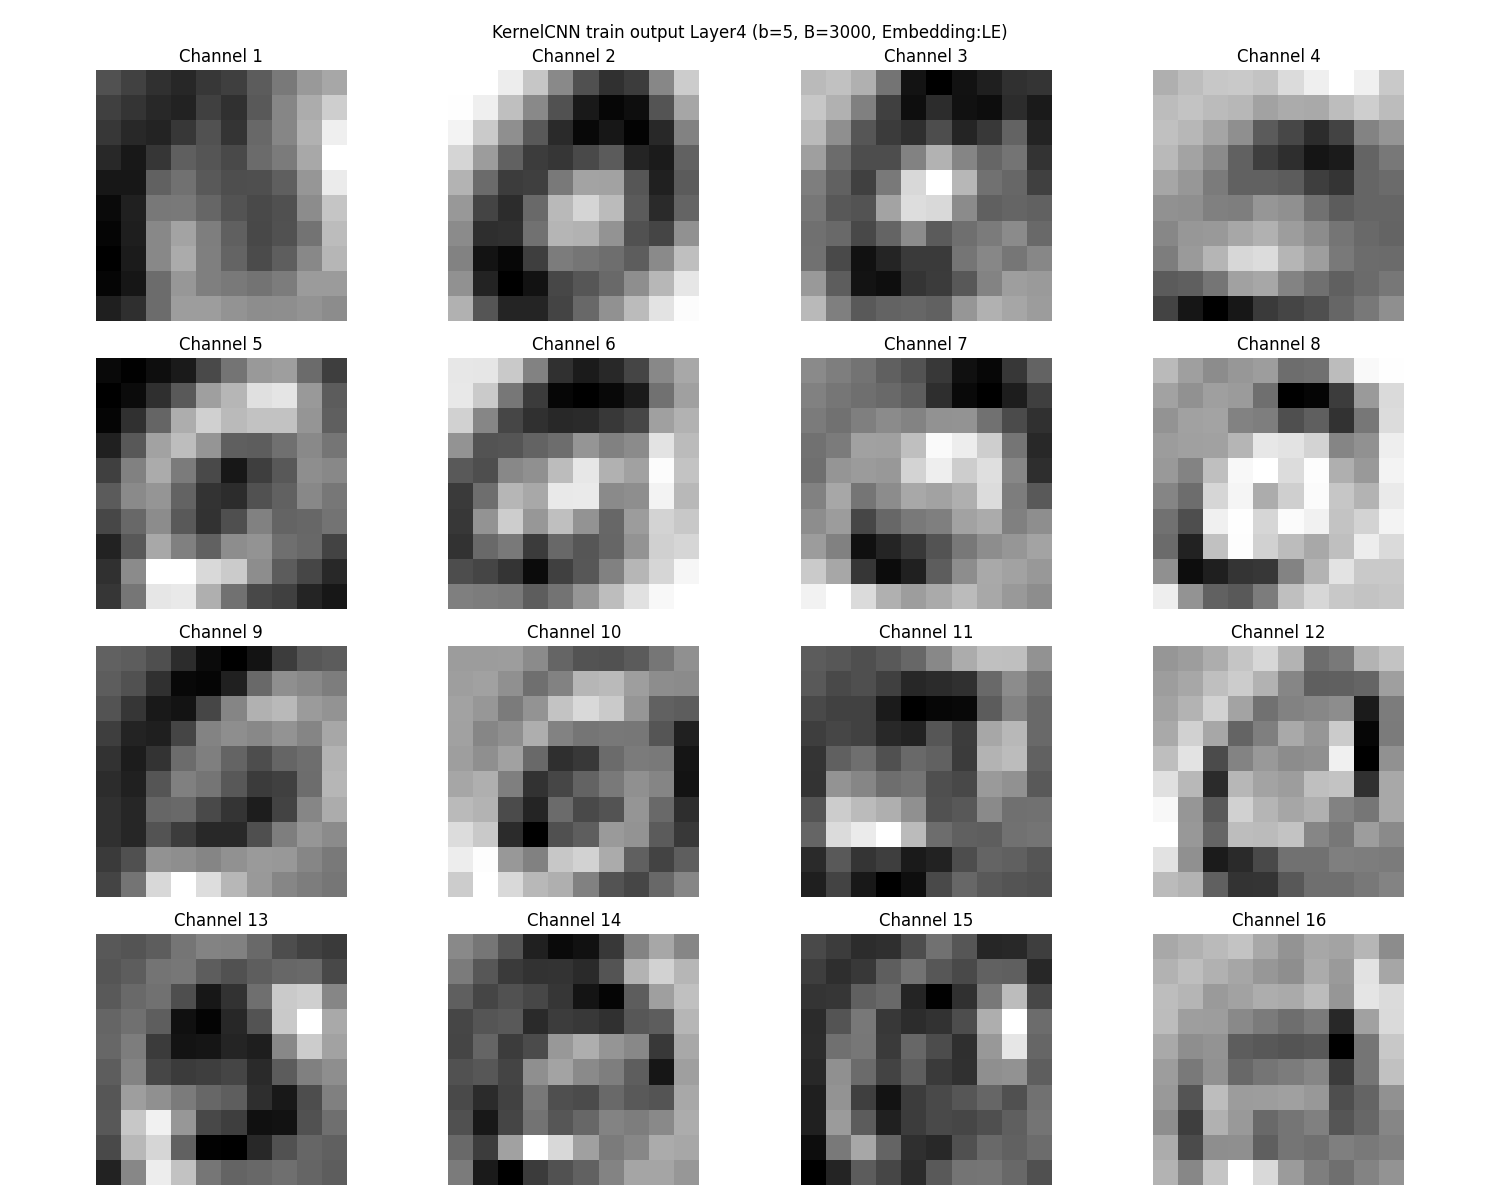 KernelCNN train output Layer4 (b=5, B=3000, Embedding:LE)
Channel 1
Channel 2
Channel 3
Channel 4
Channel 5
Channel 6
Channel 7
Channel 8
Channel 9
Channel 10
Channel 11
Channel 12
Channel 13
Channel 14
Channel 15
Channel 16